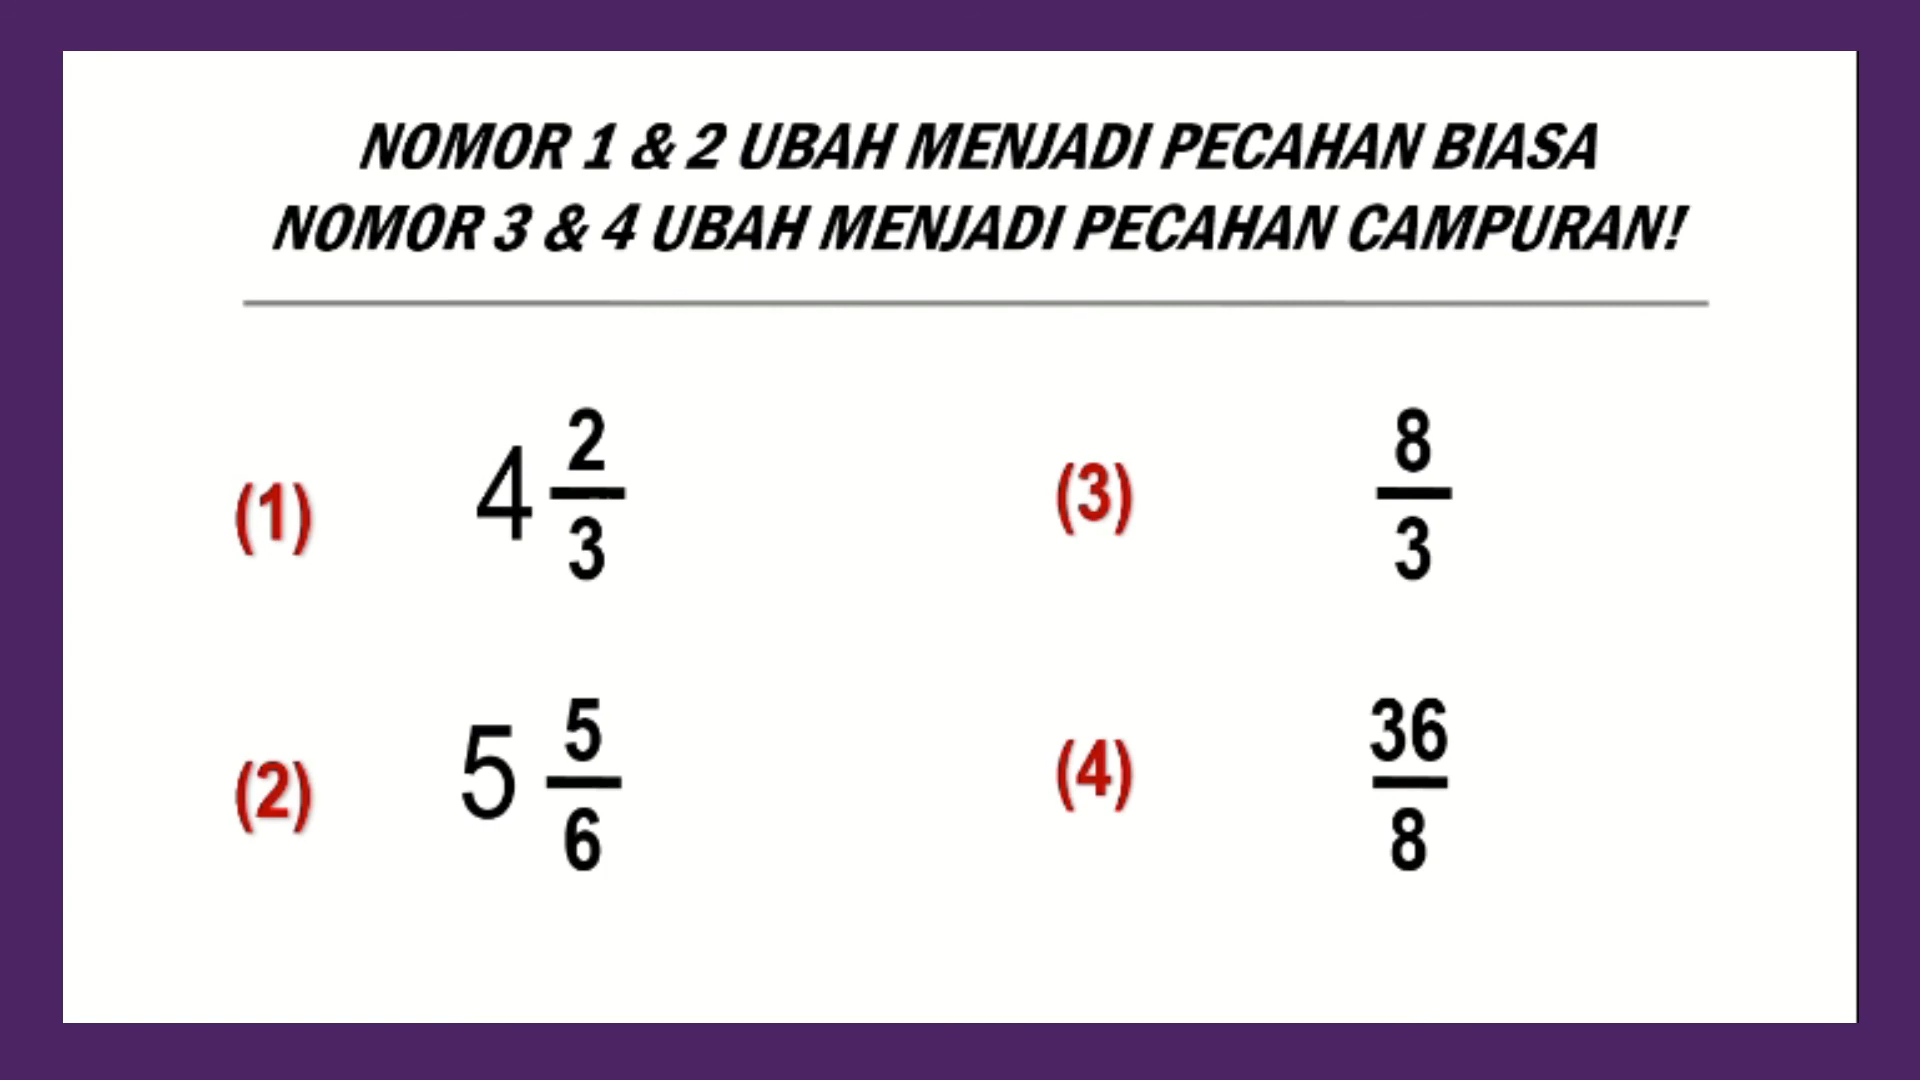 NOMOR 1 & 2 UBAH MENJADI PECAHAN BIASA
NOMOR 3 & 4 UBAH MENJADI PECAHAN CAMPURAN!
(1) 4 2/3
(2) 5 5/6
(3) 8/3
(4) 36/8